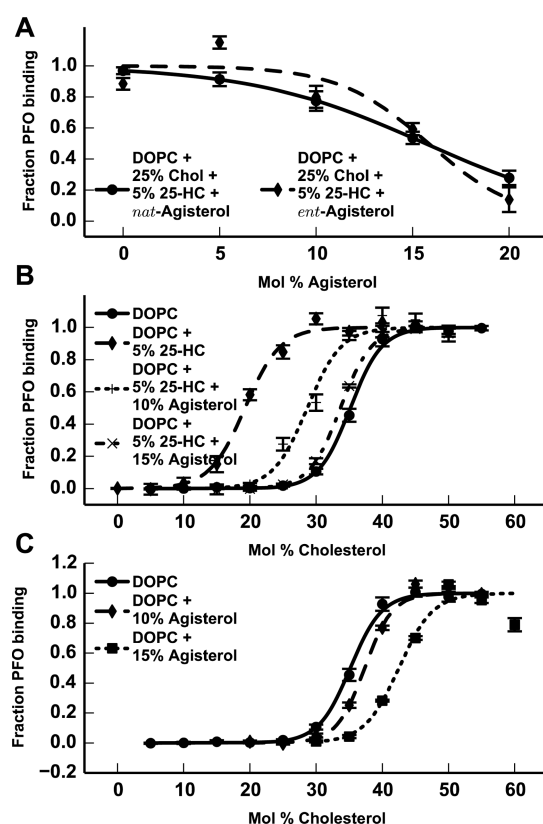 A
Fraction PFO binding
1.0
0.8
0.6
0.4
0.2
0.0
DOPC +
25% Chol +
5% 25-HC +
nat-Agisterol
DOPC +
25% Chol +
5% 25-HC +
ent-Agisterol
0
5
10
15
20
Mol % Agisterol
B
Fraction PFO binding
1.0
0.8
0.6
0.4
0.2
0.0
DOPC
DOPC +
5% 25-HC
DOPC +
5% 25-HC +
10% Agisterol
DOPC +
5% 25-HC +
15% Agisterol
0
10
20
30
40
50
60
Mol % Cholesterol
C
Fraction PFO binding
1.2
1.0
0.8
0.6
0.4
0.2
0.0
−0.2
DOPC
DOPC +
10% Agisterol
DOPC +
15% Agisterol
0
10
20
30
40
50
60
Mol % Cholesterol